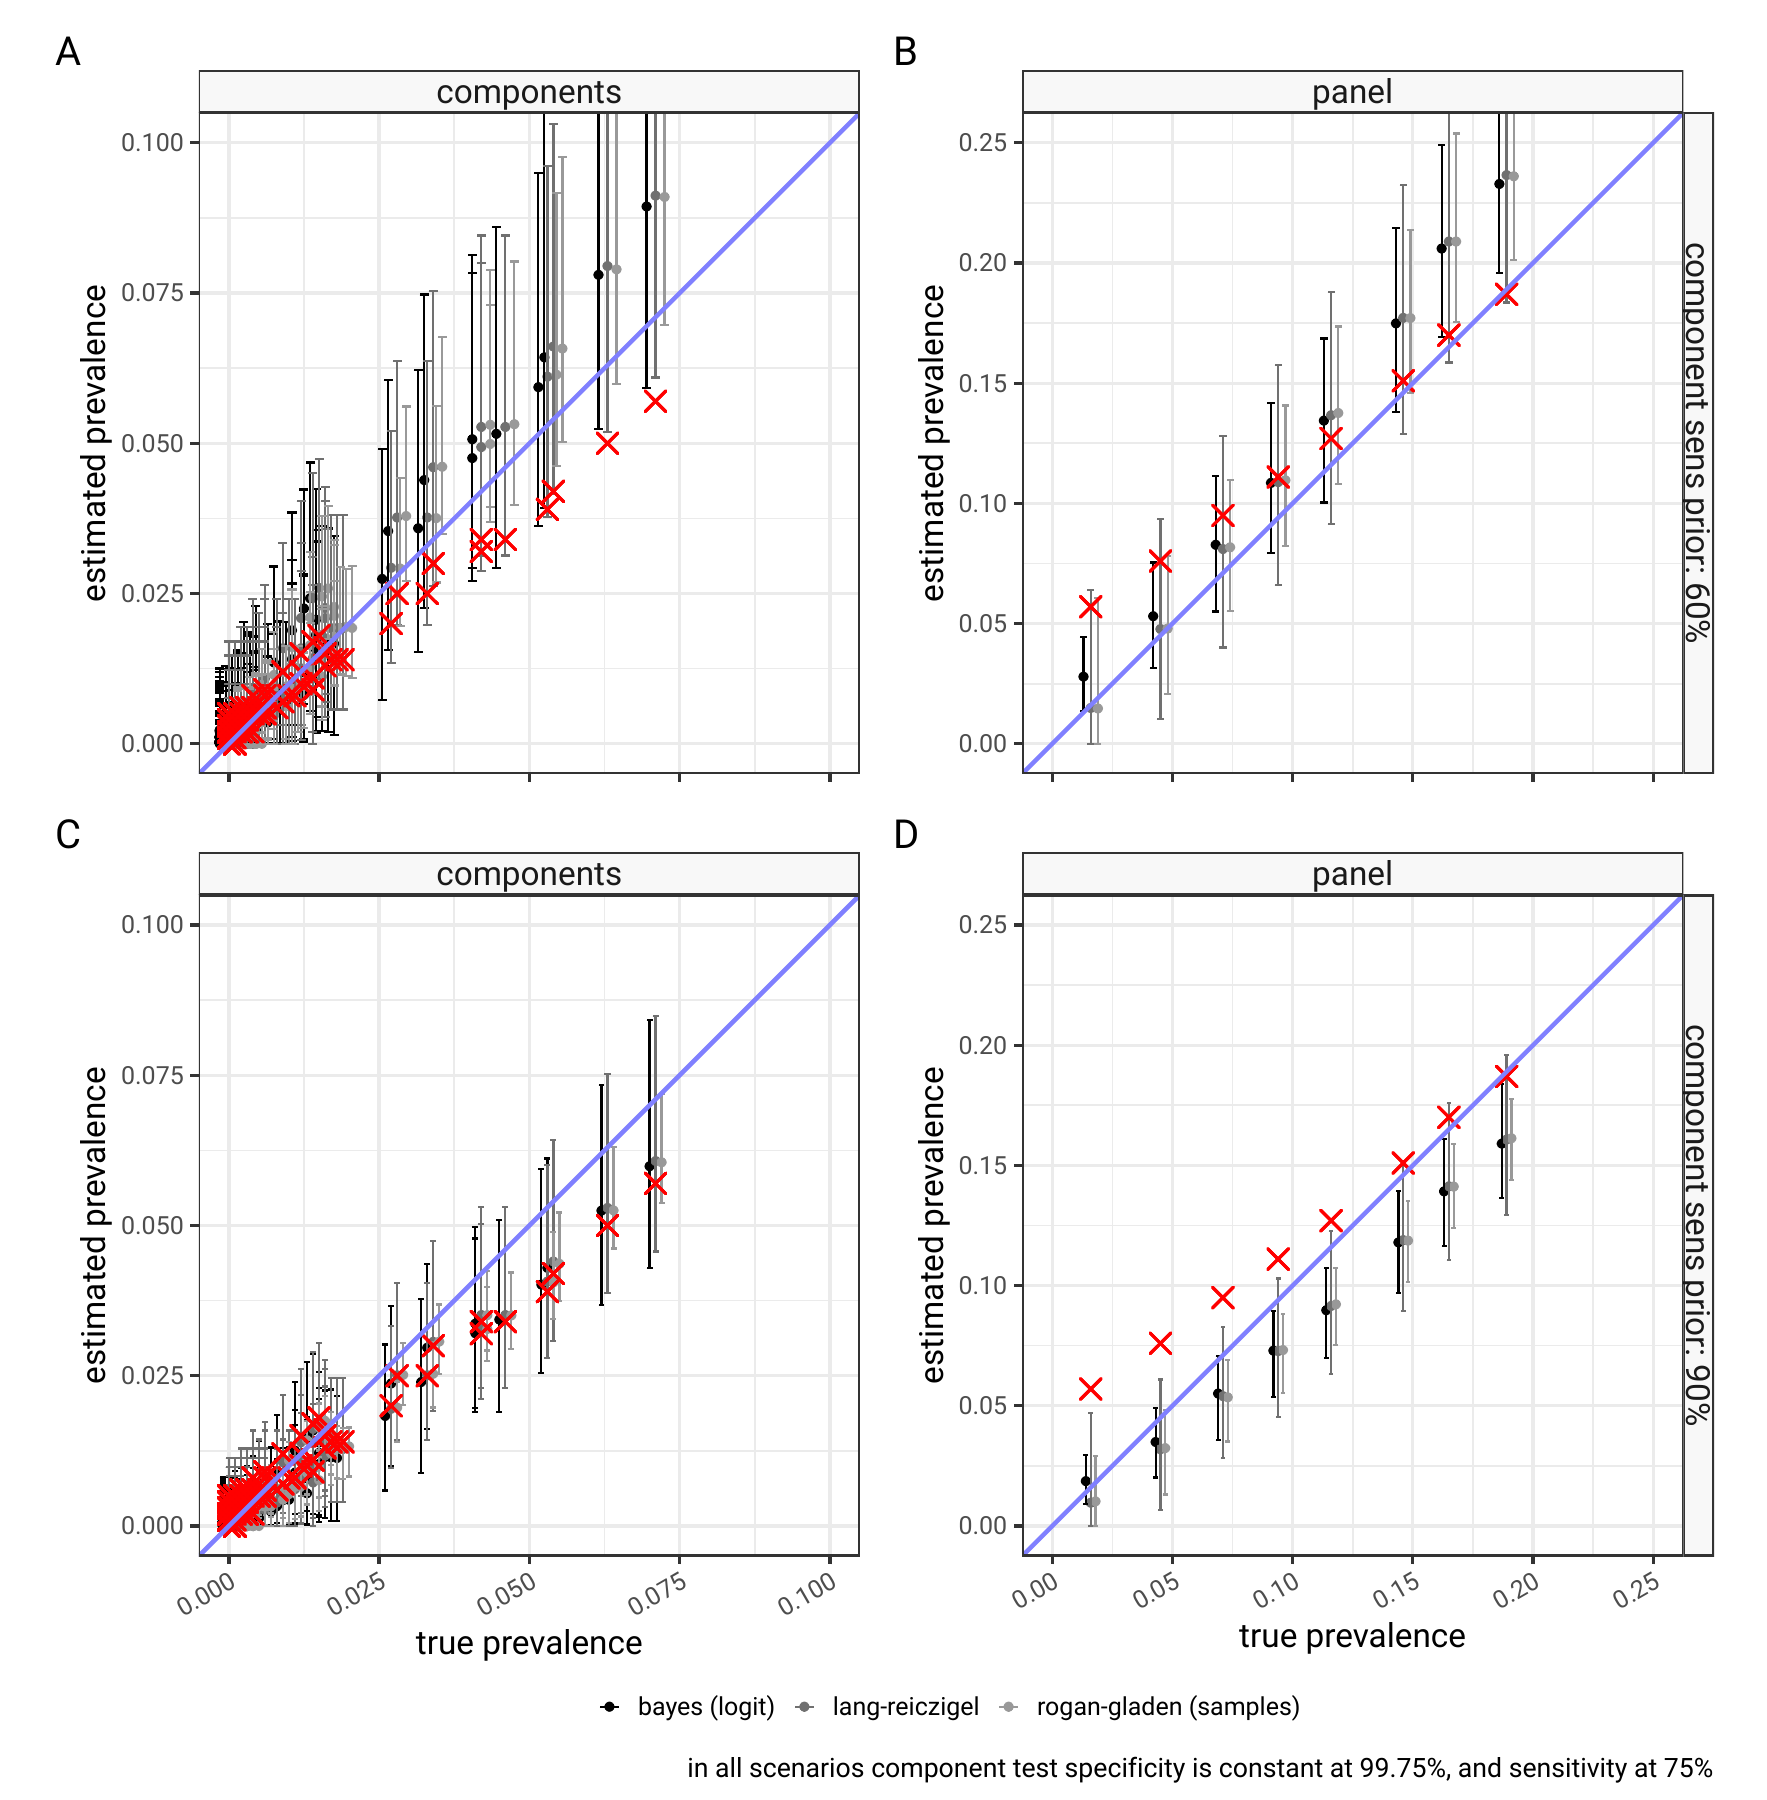 A
components
0.100
0.075
0.050
0.025
0.000
estimated prevalence
B
panel
0.25
0.20
0.15
0.10
0.05
0.00
estimated prevalence
component sens prior: 60%
C
components
0.100
0.075
0.050
0.025
0.000
estimated prevalence
0.000
0.025
0.050
0.075
0.100
true prevalence
D
panel
0.25
0.20
0.15
0.10
0.05
0.00
estimated prevalence
component sens prior: 90%
0.00
0.05
0.10
0.15
0.20
0.25
true prevalence
bayes (logit) lang-reiczigel rogan-gladen (samples)
in all scenarios component test specificity is constant at 99.75%, and sensitivity at 75%